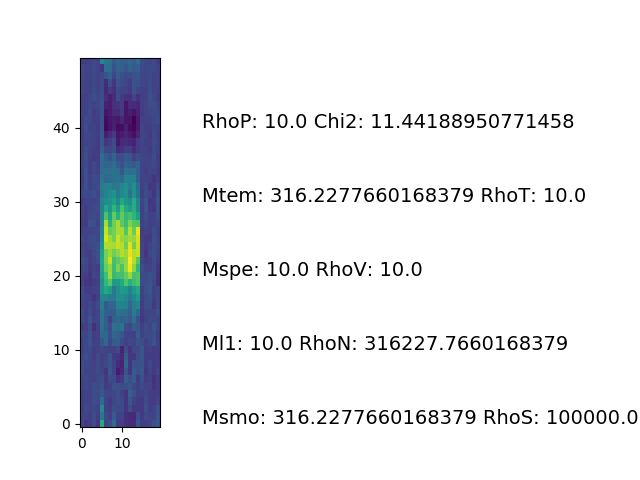 RhoP: 10.0 Chi2: 11.44188950771458
40
Mtem: 316.2277660168379 RhoT: 10.0
30
Mspe: 10.0 RhoV: 10.0
20
Ml1: 10.0 RhoN: 316227.7660168379
10
Msmo: 316.2277660168379 RhoS: 100000.0
0
0 10